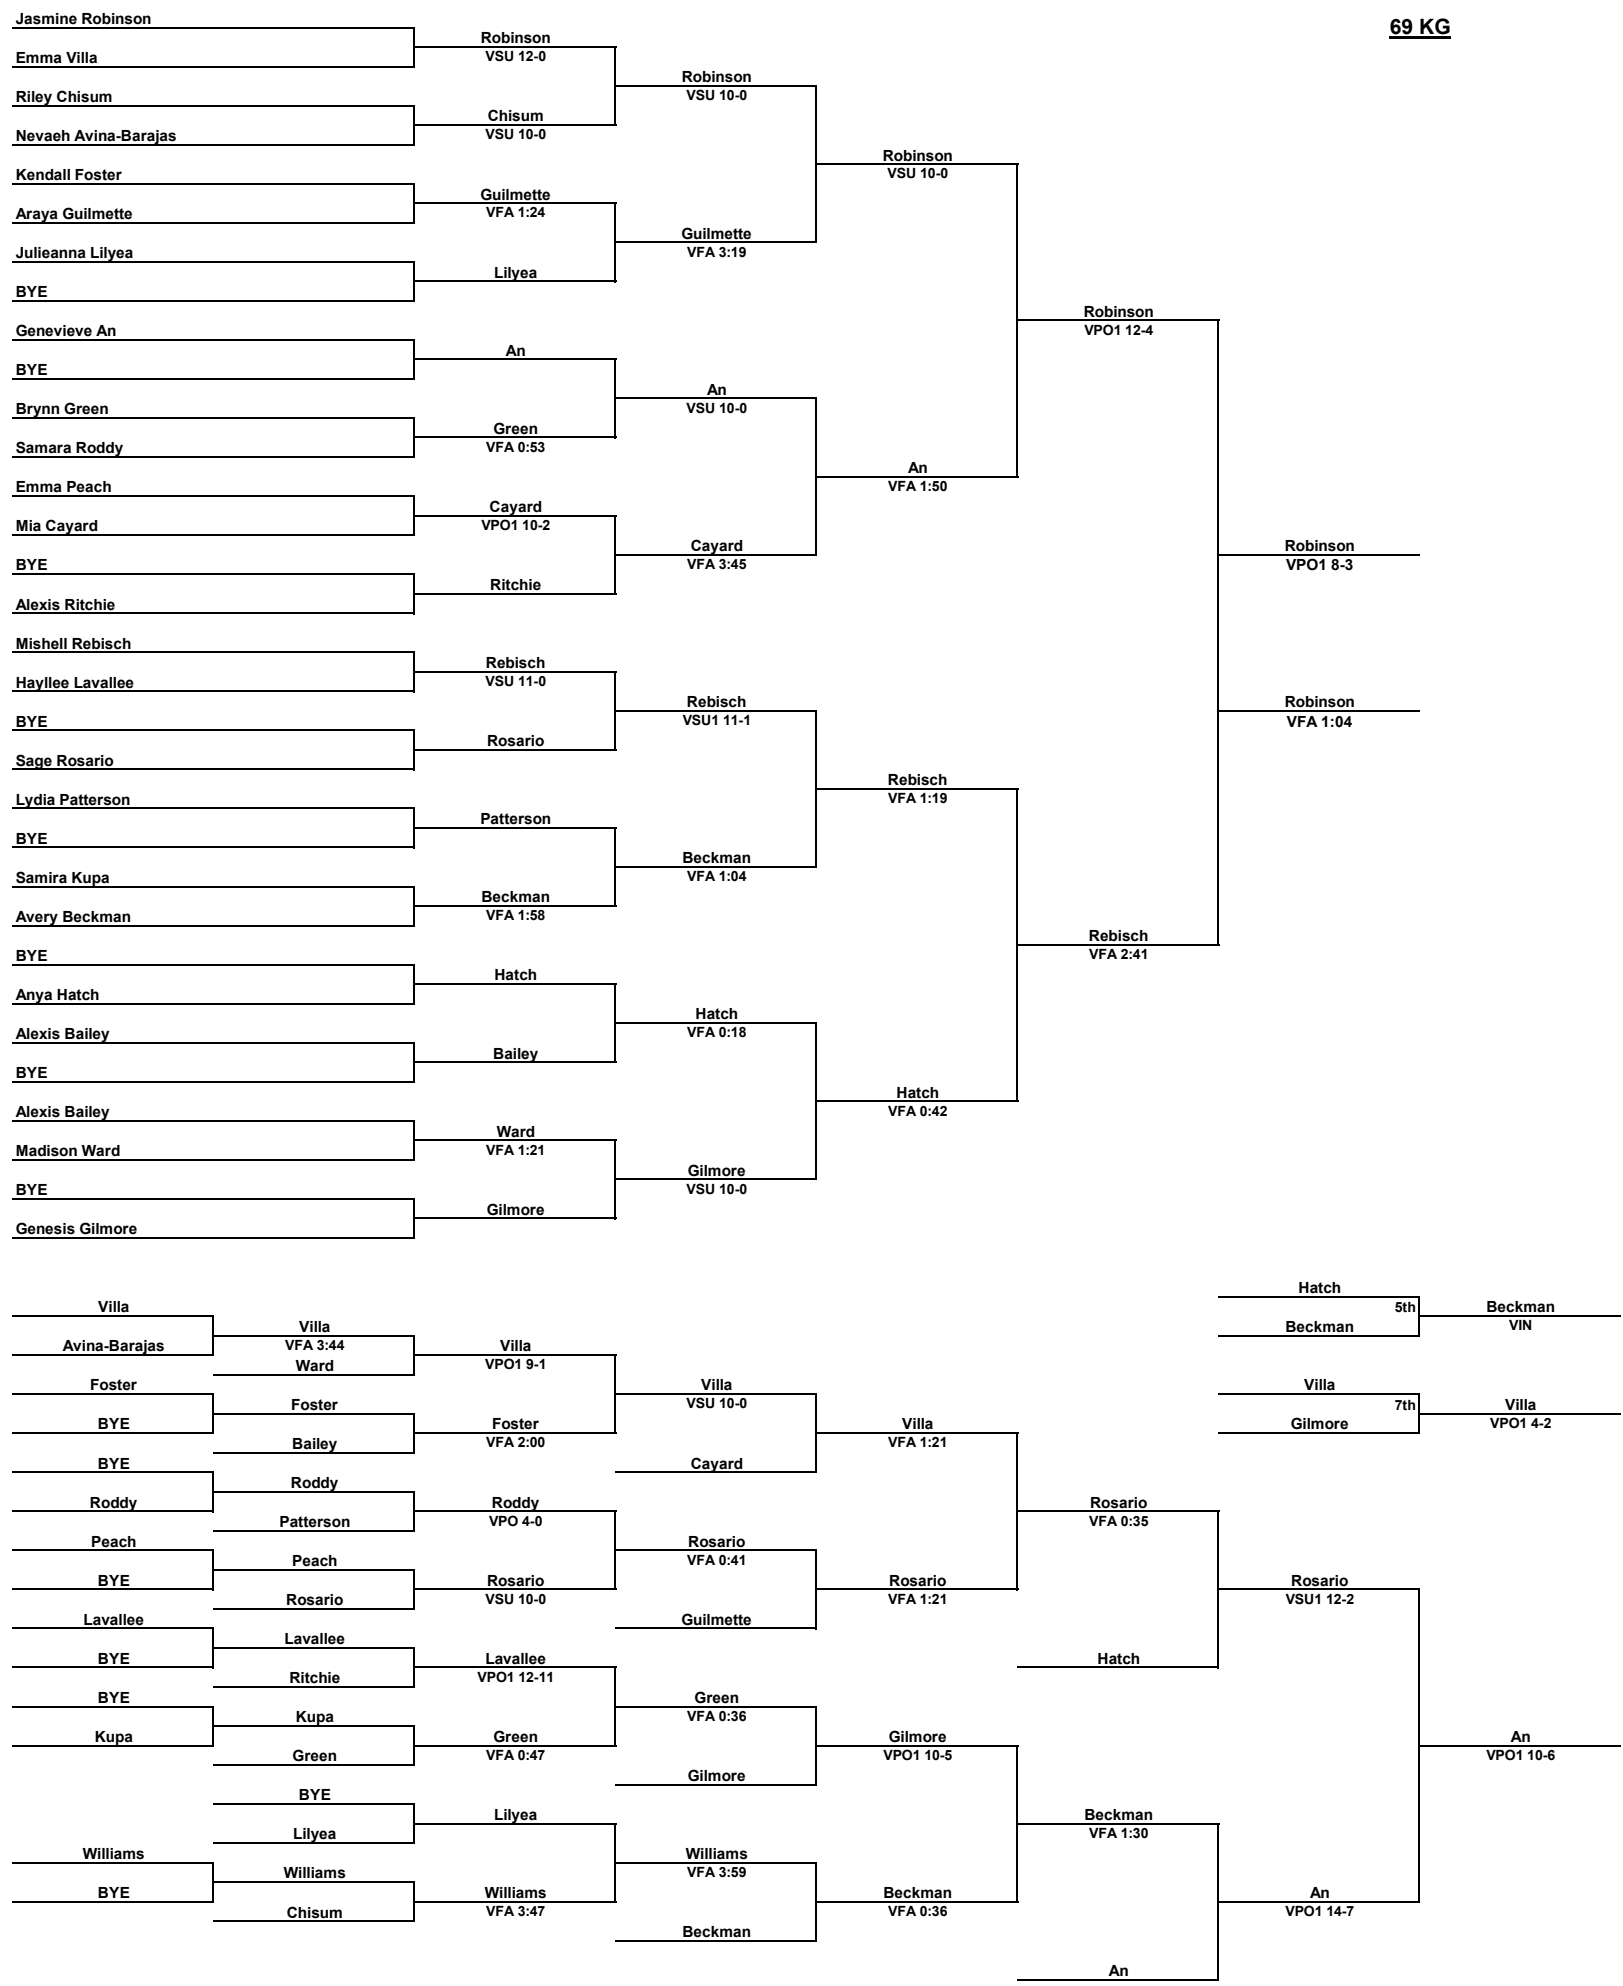 69 KG
Jasmine Robinson
Emma Villa
Riley Chisum
Nevaeh Avina-Barajas
Kendall Foster
Araya Guilmette
Julieanna Lilyea
BYE
Genevieve An
BYE
Brynn Green
Samara Roddy
Emma Peach
Mia Cayard
BYE
Alexis Ritchie
Mishell Rebisch
Hayllee Lavallee
BYE
Sage Rosario
Lydia Patterson
BYE
Samira Kupa
Avery Beckman
BYE
Anya Hatch
Alexis Bailey
BYE
Alexis Bailey
Madison Ward
BYE
Genesis Gilmore
Robinson
VSU 12-0
Chisum
VSU 10-0
Guilmette
VFA 1:24
Lilyea
An
Green
VFA 0:53
Cayard
VPO1 10-2
Ritchie
Rebisch
VSU 11-0
Rosario
Patterson
Beckman
VFA 1:58
Hatch
Bailey
Ward
VFA 1:21
Gilmore
Robinson
VSU 10-0
Guilmette
VFA 3:19
An
VSU 10-0
Cayard
VFA 3:45
Rebisch
VSU1 11-1
Beckman
VFA 1:04
Hatch
VFA 0:18
Gilmore
VSU 10-0
Robinson
VSU 10-0
An
VFA 1:50
Rebisch
VFA 1:19
Hatch
VFA 0:42
Robinson
VPO1 12-4
Rebisch
VFA 2:41
Robinson
VPO1 8-3
Robinson
VFA 1:04
Villa
Avina-Barajas
Foster
BYE
BYE
Roddy
Peach
BYE
Lavallee
BYE
BYE
Kupa
Williams
BYE
Villa
VFA 3:44
Ward
Foster
Bailey
Roddy
Patterson
Peach
Rosario
Lavallee
Ritchie
Kupa
Green
BYE
Lilyea
Williams
Chisum
Villa
VPO1 9-1
Foster
VFA 2:00
Roddy
VPO 4-0
Rosario
VSU 10-0
Lavallee
VPO1 12-11
Green
VFA 0:47
Lilyea
Williams
VFA 3:47
Villa
VSU 10-0
Cayard
Rosario
VFA 0:41
Guilmette
Green
VFA 0:36
Gilmore
Williams
VFA 3:59
Beckman
Villa
VFA 1:21
Rosario
VFA 1:21
Gilmore
VPO1 10-5
Beckman
VFA 0:36
Rosario
VFA 0:35
Hatch
Beckman
VFA 1:30
An
Rosario
VSU1 12-2
An
VPO1 14-7
An
VPO1 10-6
Hatch
5th
Beckman
Beckman
VIN
Villa
7th
Gilmore
Villa
VPO1 4-2